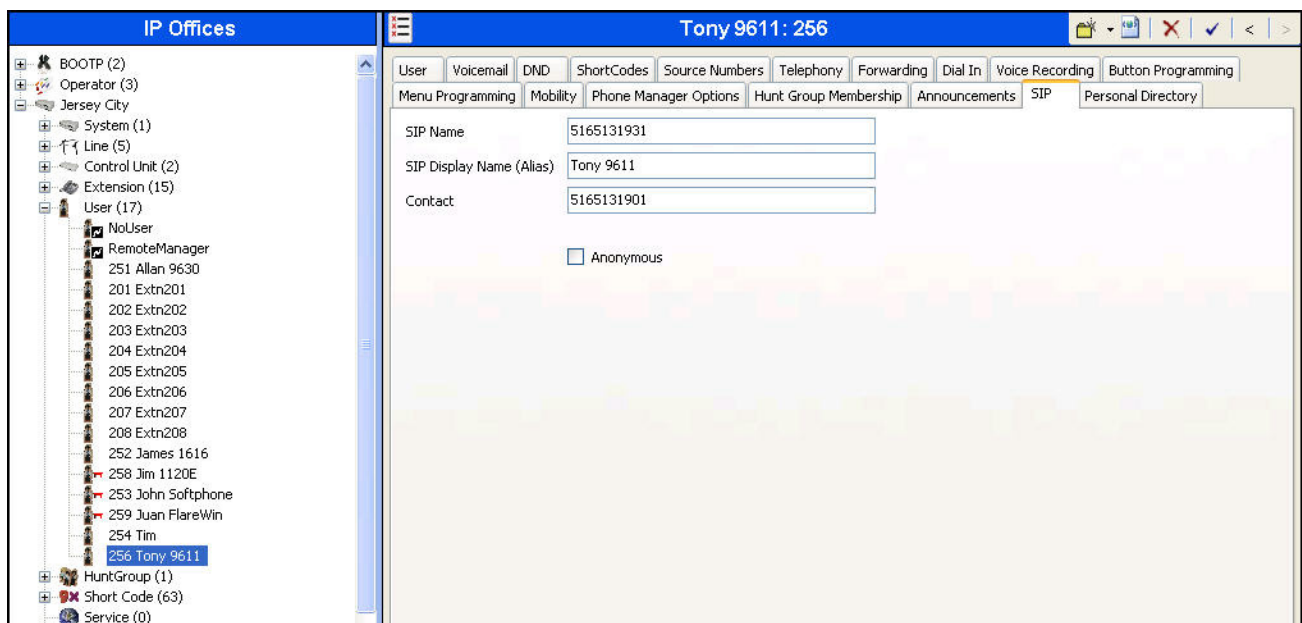 IP Offices
BOOTP (2)
Operator (3)
Jersey City
System (1)
Line (5)
Control Unit (2)
Extension (15)
User (17)
NoUser
RemoteManager
251 Allan 9630
201 Extn201
202 Extn202
203 Extn203
204 Extn204
205 Extn205
206 Extn206
207 Extn207
208 Extn208
252 James 1616
258 Jim 1120E
253 John Softphone
259 Juan FlareWin
254 Tim
256 Tony 9611
HuntGroup (1)
Short Code (63)
Service (0)
Tony 9611: 256
User Voicemail DND ShortCodes Source Numbers Telephony Forwarding Dial In Voice Recording Button Programming
Menu Programming Mobility Phone Manager Options Hunt Group Membership Announcements SIP Personal Directory
SIP Name 5165131931
SIP Display Name (Alias) Tony 9611
Contact 5165131901
Anonymous